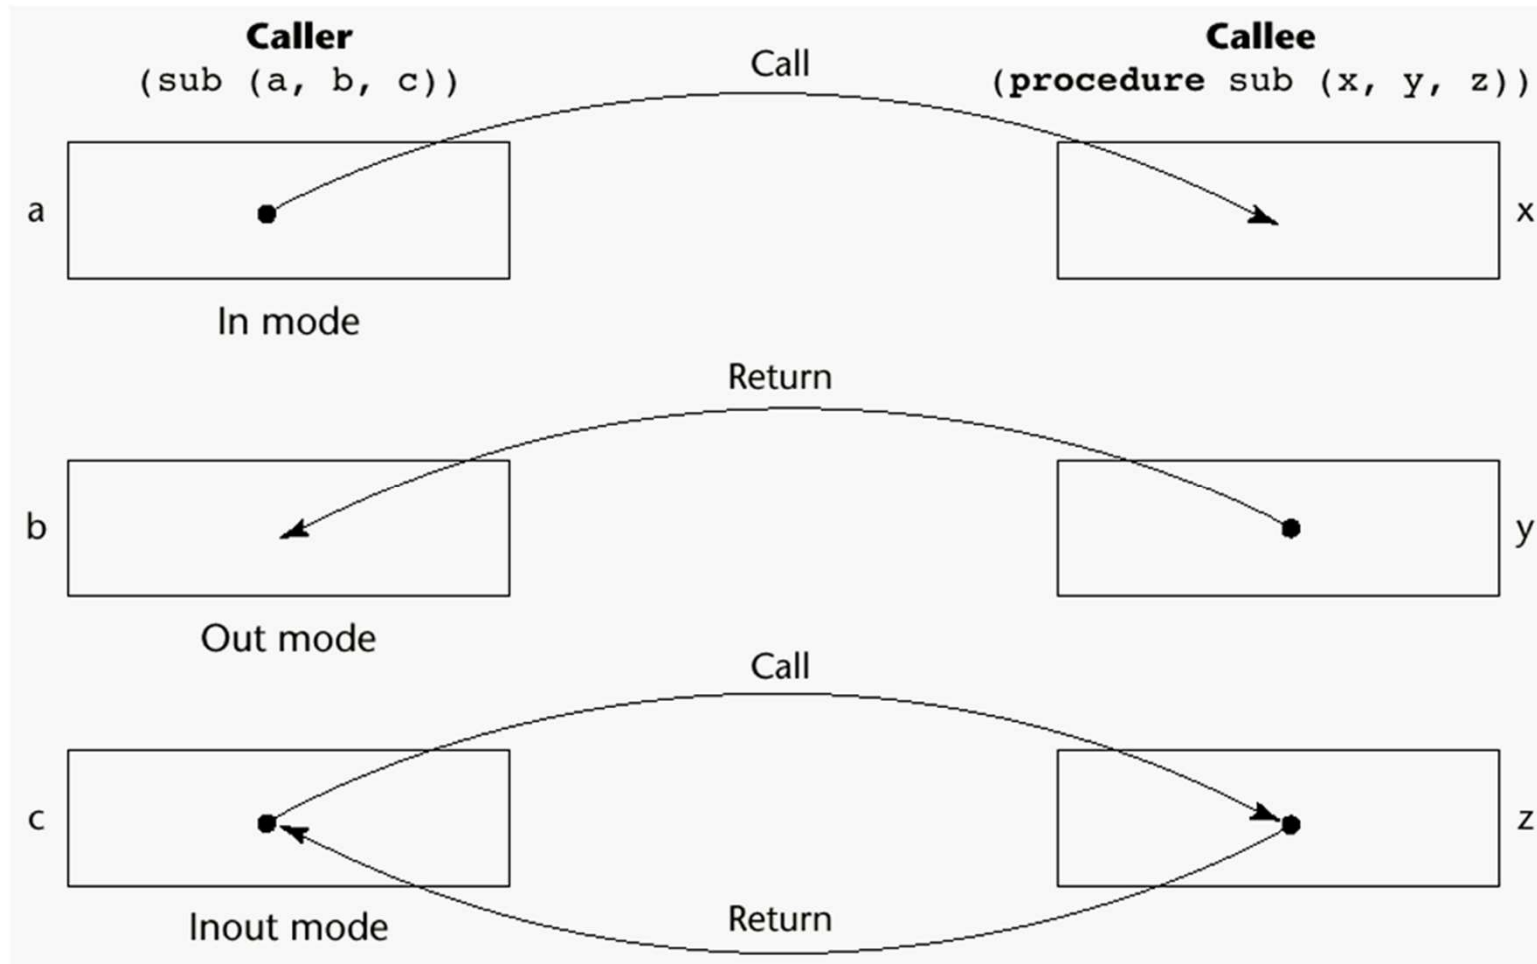 Caller
(sub (a, b, c))
Call
Callee
(procedure sub (x, y, z))
a
x
In mode
Return
b
y
Out mode
Call
c
z
Inout mode
Return